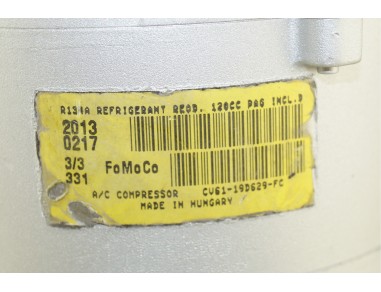 R134A REFRIGERANT REQD. 120CC PAG INCL.D
2013
0217
3/3
331
FoMoCo
A/C COMPRESSOR CV61-19D629-FC
MADE IN HUNGARY